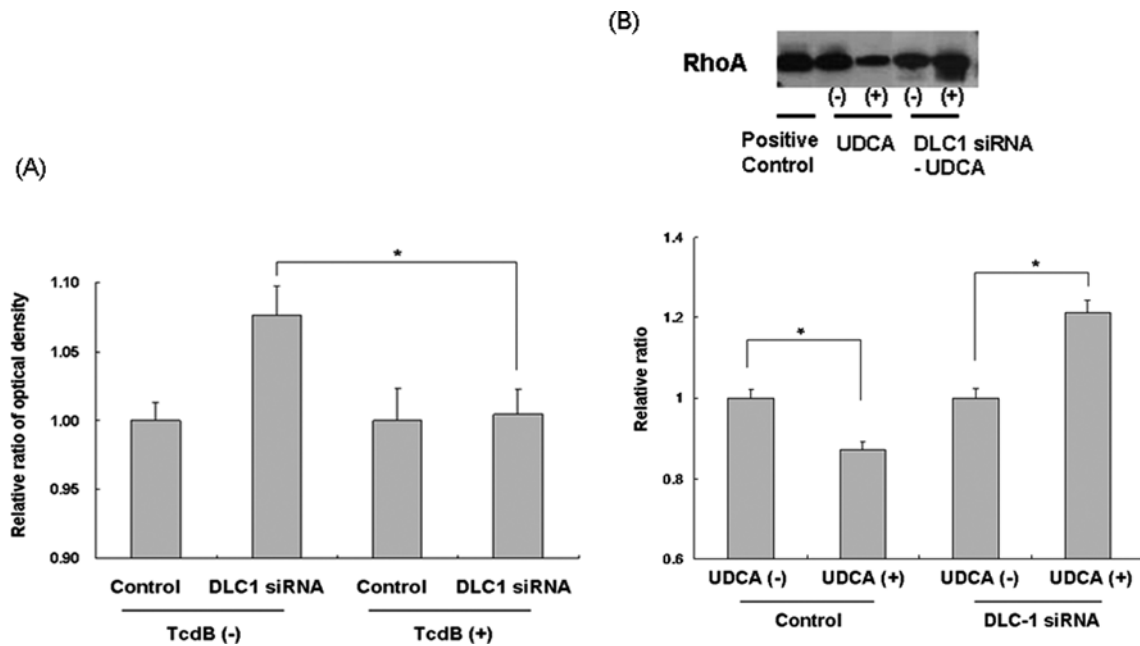 (A)
Relative ratio of optical density
1.10
*
1.05
1.00
0.95
0.90
Control DLC1 siRNA Control DLC1 siRNA
TcdB (-) TcdB (+)
(B)
RhoA
(-) (+) (-) (+)
Positive UDCA DLC1 siRNA
Control - UDCA
Relative ratio
1.4
*
1.2
*
1
0.8
0.6
UDCA (-) UDCA (+) UDCA (-) UDCA (+)
Control DLC-1 siRNA